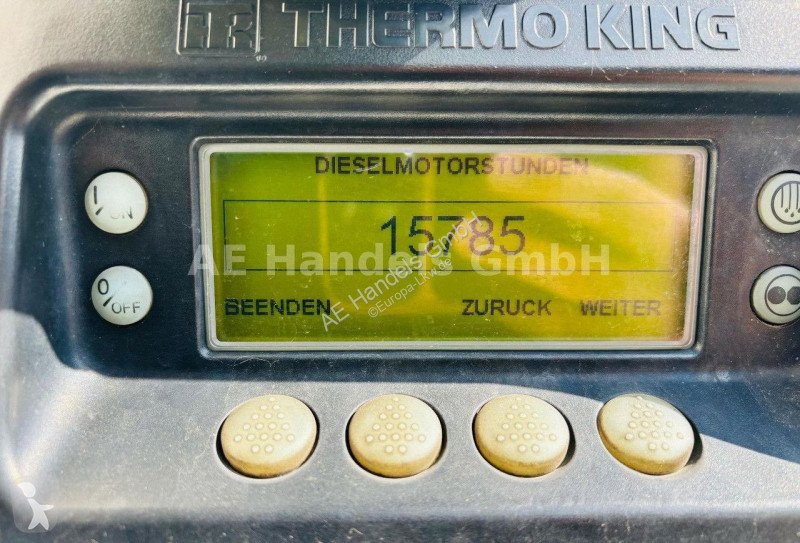 TK THERMO KING
DIESELMOTORSTUNDEN
I/ON
15785
AE Handels GmbH
AE Handels GmbH
©Europa-Lkw.de
0/OFF
BEENDEN ZURUCK WEITER